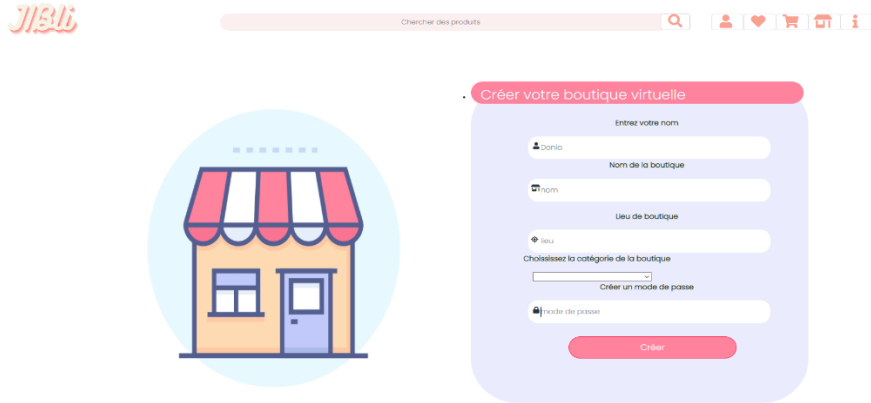 JIBLi
Chercher des produits
Créer votre boutique virtuelle
Entrez votre nom
Donia
Nom de la boutique
nom
Lieu de boutique
lieu
Choississez la catégorie de la boutique
Créer un mode de passe
mode de passe
Créer